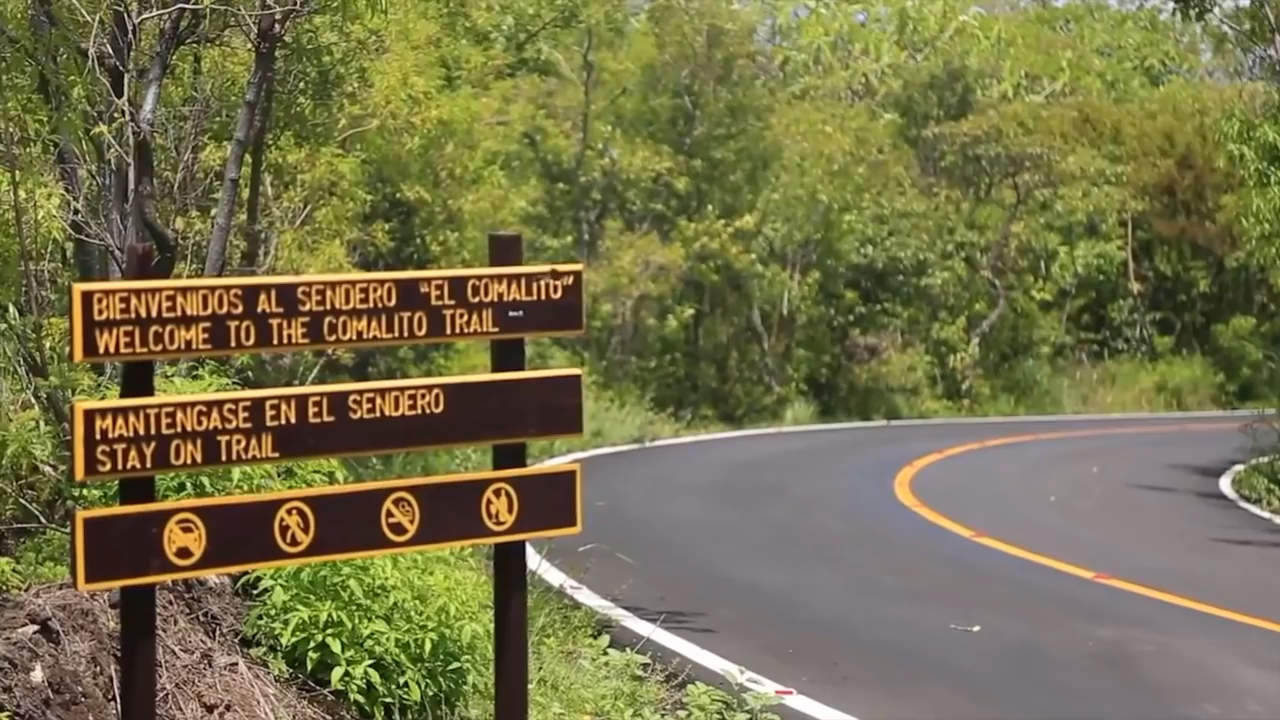 BIENVENIDOS AL SENDERO "EL COMALITO"
WELCOME TO THE COMALITO TRAIL
MANTENGASE EN EL SENDERO
STAY ON TRAIL